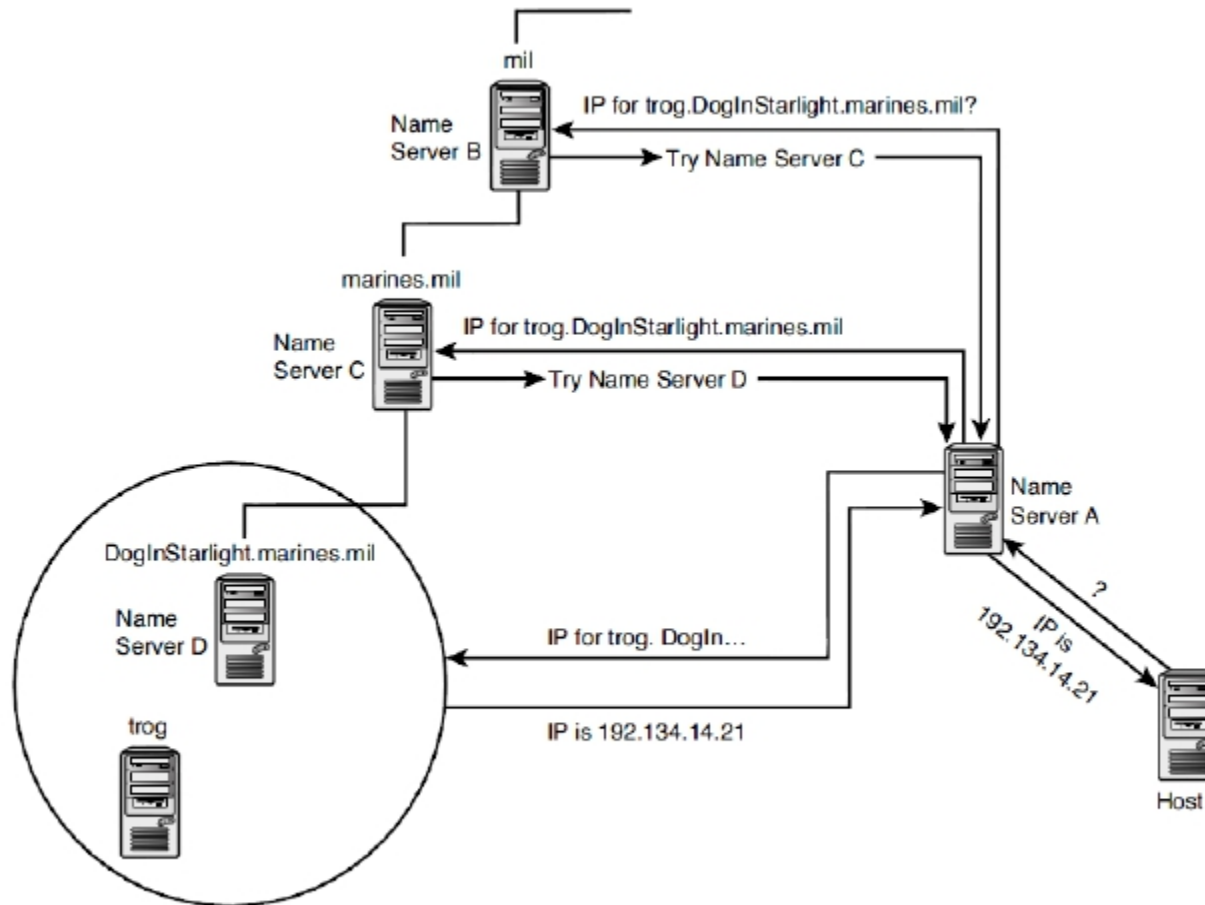 mil
Name
Server B
IP for trog.DogInStarlight.marines.mil?
Try Name Server C
marines.mil
Name
Server C
IP for trog.DogInStarlight.marines.mil
Try Name Server D
Name
Server A
DogInStarlight.marines.mil
Name
Server D
IP for trog. DogIn...
?
IP is
192.134.14.21
trog
IP is 192.134.14.21
Host